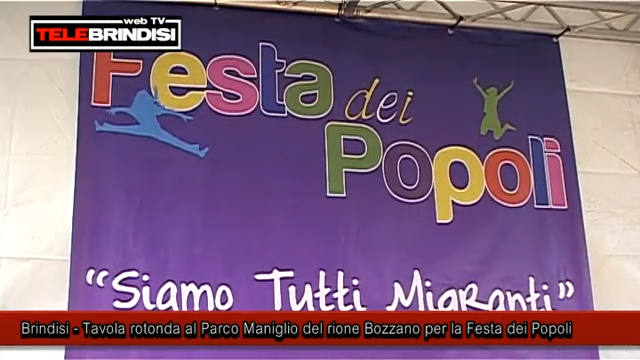 web TV
TELEBRINDISI
Festa dei
Popoli
“Siamo Tutti Migranti”
Brindisi - Tavola rotonda al Parco Maniglio del rione Bozzano per la Festa dei Popoli